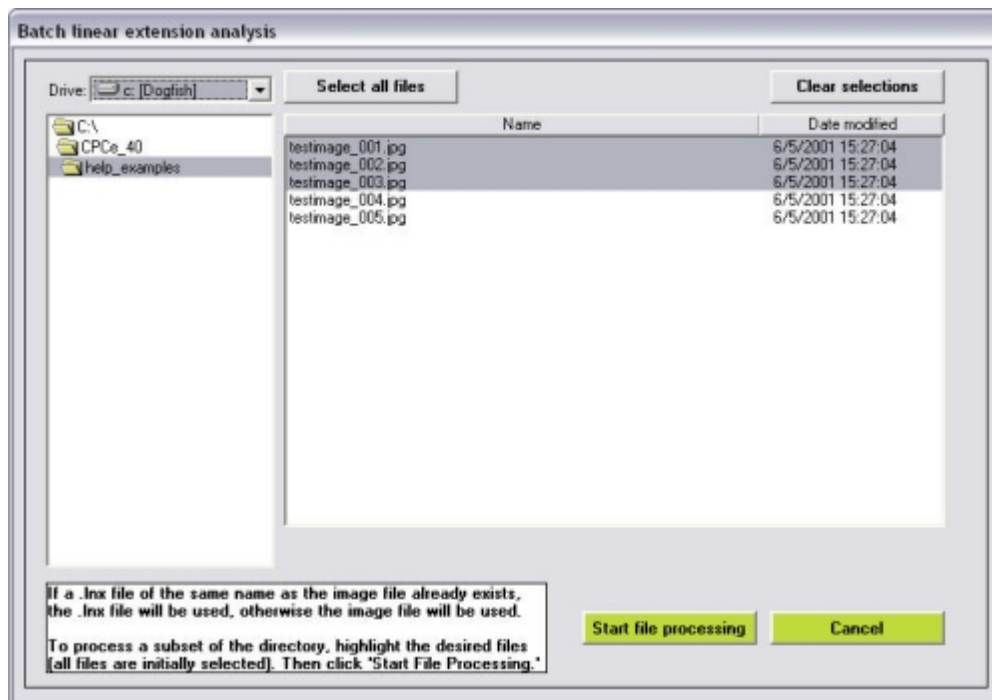 Batch linear extension analysis
Drive: c: [Dogfish]
Select all files
Clear selections
C:\
CPCe_40
help_examples
Name Date modified
testimage_001.jpg 6/5/2001 15:27:04
testimage_002.jpg 6/5/2001 15:27:04
testimage_003.jpg 6/5/2001 15:27:04
testimage_004.jpg 6/5/2001 15:27:04
testimage_005.jpg 6/5/2001 15:27:04
If a .lnx file of the same name as the image file already exists,
the .lnx file will be used, otherwise the image file will be used.
To process a subset of the directory, highlight the desired files
(all files are initially selected). Then click 'Start File Processing.'
Start file processing
Cancel